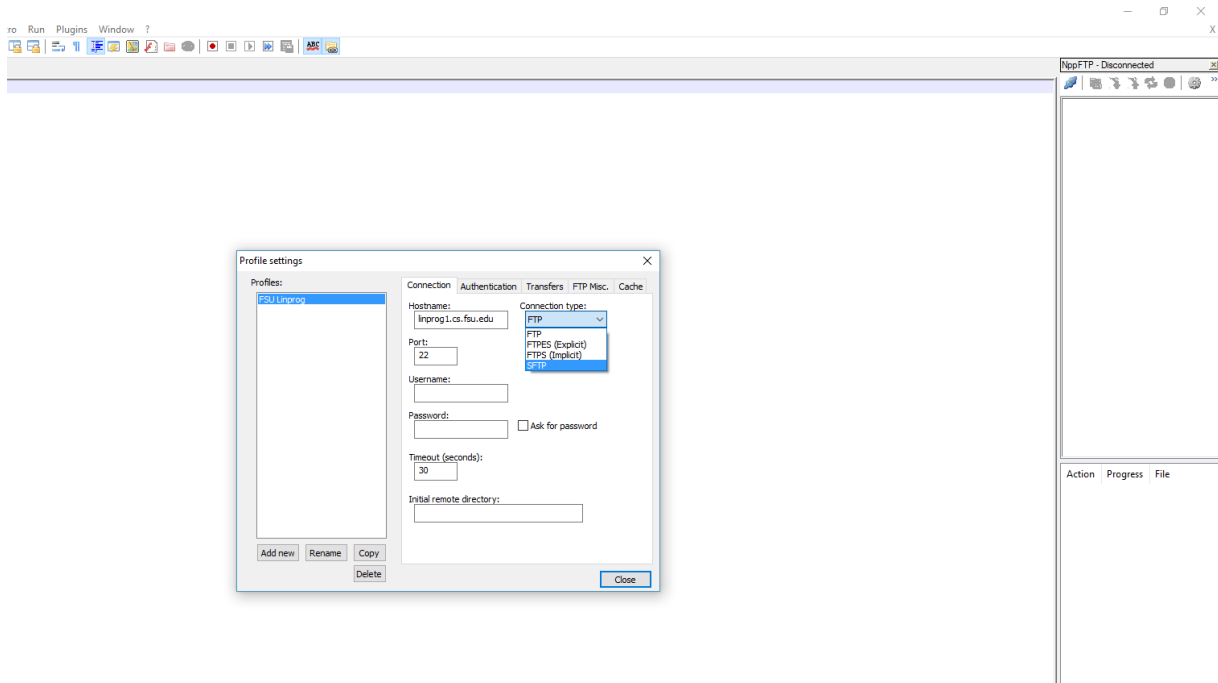 ro Run Plugins Window ?
X
ABC
NppFTP - Disconnected
Profile settings
Profiles:
FSU Linprog
Connection Authentication Transfers FTP Misc. Cache
Hostname: Connection type:
linprog1.cs.fsu.edu FTP
FTP
Port: FTPES (Explicit)
22 FTPS (Implicit)
SFTP
Username:
Password:
Ask for password
Timeout (seconds):
30
Initial remote directory:
Add new Rename Copy
Delete
Close
Action Progress File